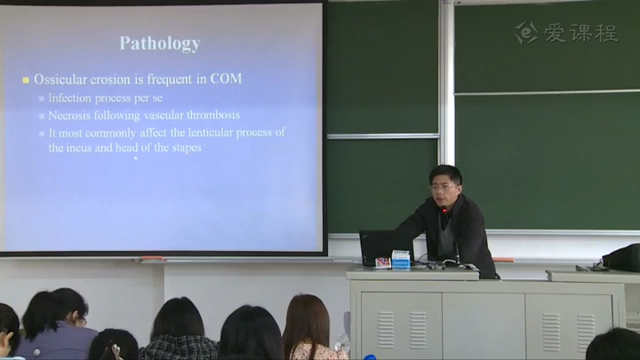 爱课程
Pathology
Ossicular erosion is frequent in COM
Infection process per se
Necrosis following vascular thrombosis
It most commonly affect the lenticular process of
the incus and head of the stapes